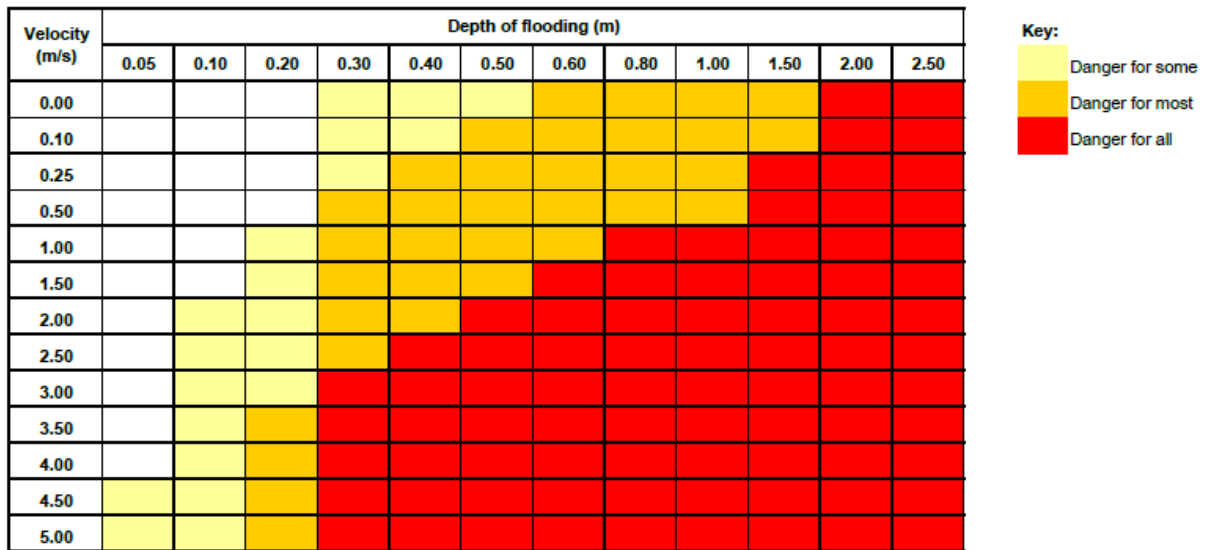 Velocity (m/s) Depth of flooding (m)
0.05 0.10 0.20 0.30 0.40 0.50 0.60 0.80 1.00 1.50 2.00 2.50
0.00
0.10
0.25
0.50
1.00
1.50
2.00
2.50
3.00
3.50
4.00
4.50
5.00
Key:
Danger for some
Danger for most
Danger for all